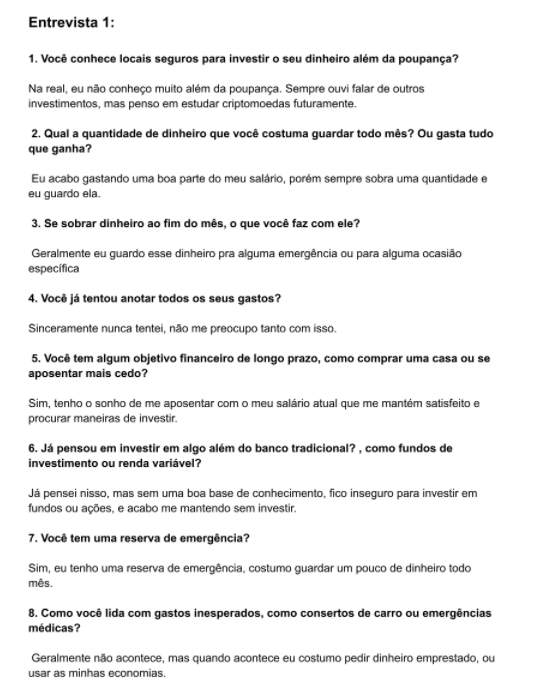 Entrevista 1:
1. Você conhece locais seguros para investir o seu dinheiro além da poupança?
Na real, eu não conheço muito além da poupança. Sempre ouvi falar de outros
investimentos, mas penso em estudar criptomoedas futuramente.
2. Qual a quantidade de dinheiro que você costuma guardar todo mês? Ou gasta tudo
que ganha?
Eu acabo gastando uma boa parte do meu salário, porém sempre sobra uma quantidade e
eu guardo ela.
3. Se sobrar dinheiro ao fim do mês, o que você faz com ele?
Geralmente eu guardo esse dinheiro pra alguma emergência ou para alguma ocasião
específica
4. Você já tentou anotar todos os seus gastos?
Sinceramente nunca tentei, não me preocupo tanto com isso.
5. Você tem algum objetivo financeiro de longo prazo, como comprar uma casa ou se
aposentar mais cedo?
Sim, tenho o sonho de me aposentar com o meu salário atual que me mantém satisfeito e
procurar maneiras de investir.
6. Já pensou em investir em algo além do banco tradicional? , como fundos de
investimento ou renda variável?
Já pensei nisso, mas sem uma boa base de conhecimento, fico inseguro para investir em
fundos ou ações, e acabo me mantendo sem investir.
7. Você tem uma reserva de emergência?
Sim, eu tenho uma reserva de emergência, costumo guardar um pouco de dinheiro todo
mês.
8. Como você lida com gastos inesperados, como consertos de carro ou emergências
médicas?
Geralmente não acontece, mas quando acontece eu costumo pedir dinheiro emprestado, ou
usar as minhas economias.